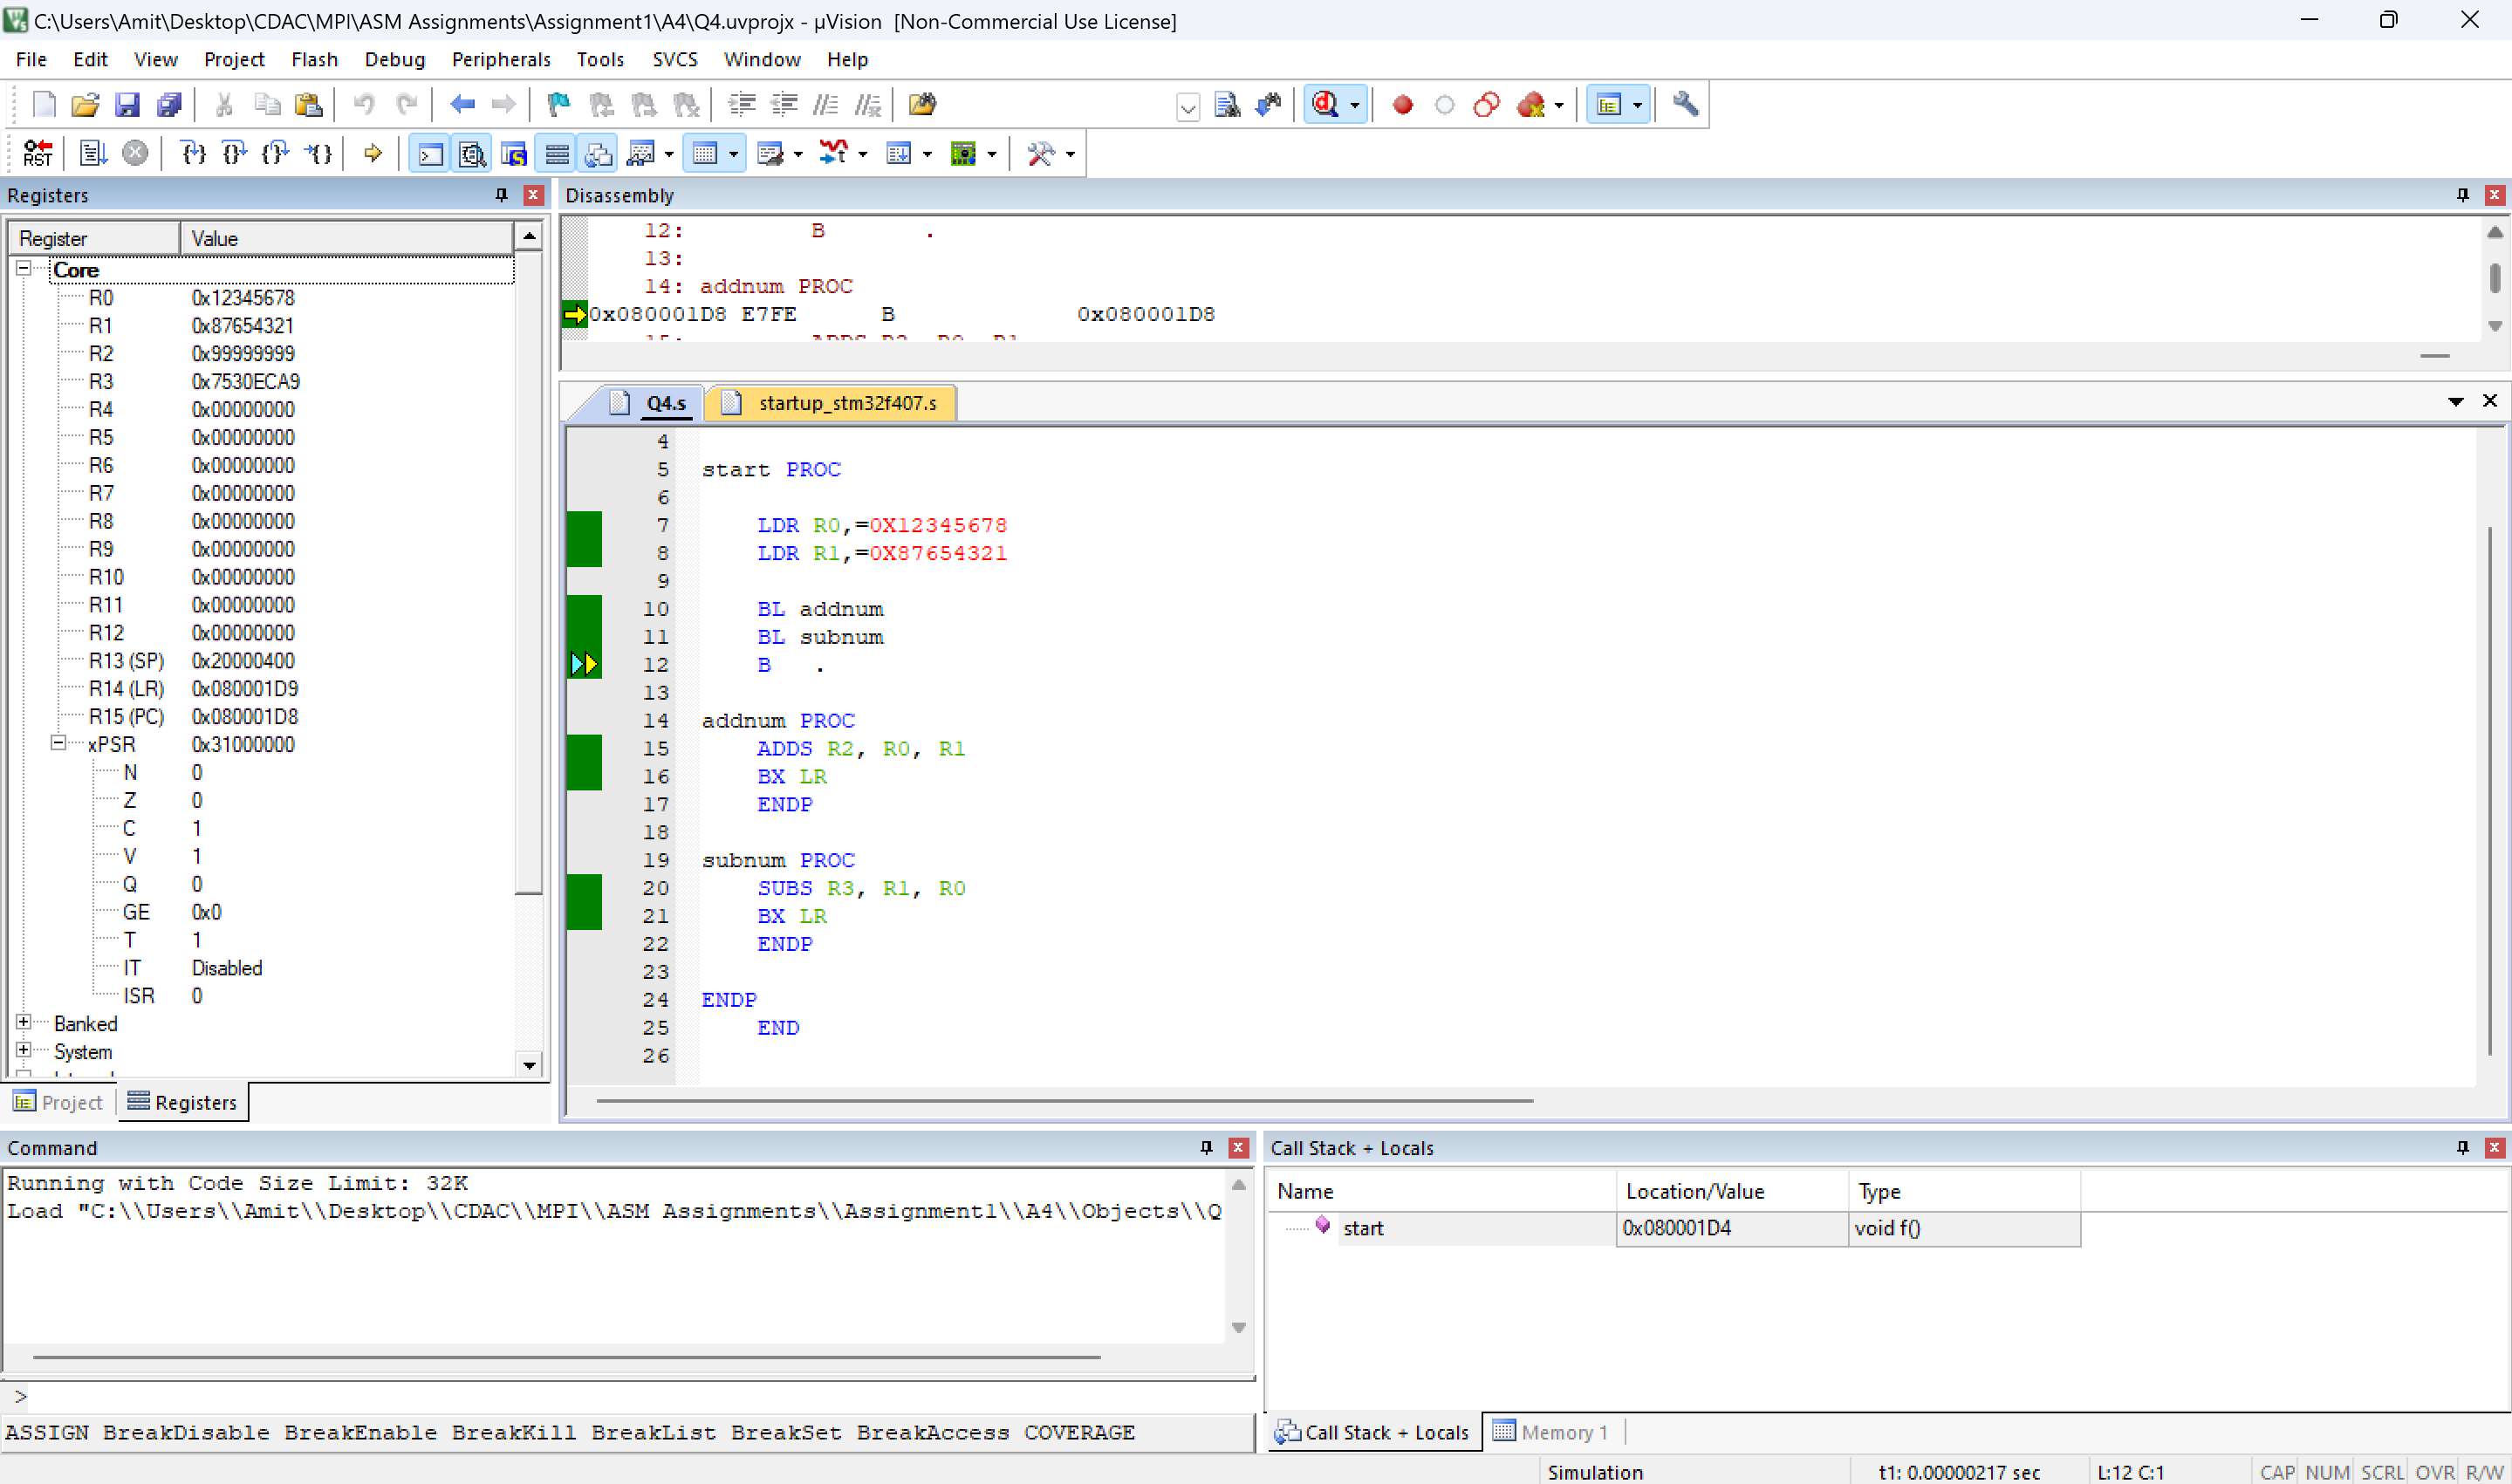 C:\Users\Amit\Desktop\CDAC\MPI\ASM Assignments\Assignment1\A4\Q4.uvprojx - µVision [Non-Commercial Use License]
File Edit View Project Flash Debug Peripherals Tools SVCS Window Help
RST
Registers
Register Value
Core
R0 0x12345678
R1 0x87654321
R2 0x99999999
R3 0x7530ECA9
R4 0x00000000
R5 0x00000000
R6 0x00000000
R7 0x00000000
R8 0x00000000
R9 0x00000000
R10 0x00000000
R11 0x00000000
R12 0x00000000
R13 (SP) 0x20000400
R14 (LR) 0x080001D9
R15 (PC) 0x080001D8
xPSR 0x31000000
N 0
Z 0
C 1
V 1
Q 0
GE 0x0
T 1
IT Disabled
ISR 0
Banked
System
Project Registers
Disassembly
12: B .
13:
14: addnum PROC
0x080001D8 E7FE B 0x080001D8
15: ADDS R2, R0, R1
Q4.s startup_stm32f407.s
4
5 start PROC
6
7 LDR R0,=0X12345678
8 LDR R1,=0X87654321
9
10 BL addnum
11 BL subnum
12 B .
13
14 addnum PROC
15 ADDS R2, R0, R1
16 BX LR
17 ENDP
18
19 subnum PROC
20 SUBS R3, R1, R0
21 BX LR
22 ENDP
23
24 ENDP
25 END
26
Command
Running with Code Size Limit: 32K
Load "C:\\Users\\Amit\\Desktop\\CDAC\\MPI\\ASM Assignments\\Assignment1\\A4\\Objects\\Q
>
ASSIGN BreakDisable BreakEnable BreakKill BreakList BreakSet BreakAccess COVERAGE
Call Stack + Locals
Name Location/Value Type
start 0x080001D4 void f()
Call Stack + Locals Memory 1
Simulation t1: 0.00000217 sec L:12 C:1 CAP NUM SCRL OVR R/W